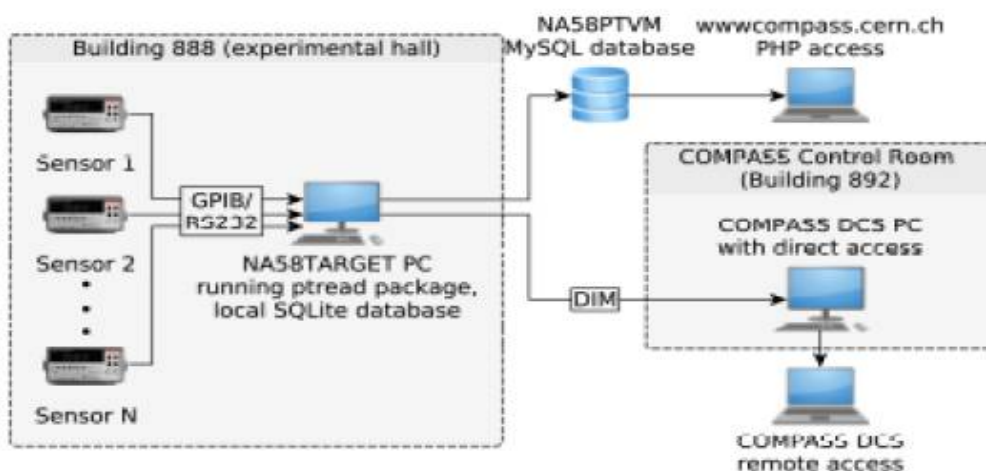 Building 888 (experimental hall)
Sensor 1
Sensor 2
Sensor N
GPIB/
RS232
NA58TARGET PC
running ptread package,
local SQLite database
NA58PTVM
MySQL database
wwwcompass.cern.ch
PHP access
DIM
COMPASS Control Room
(Building 892)
COMPASS DCS PC
with direct access
COMPASS DCS
remote access